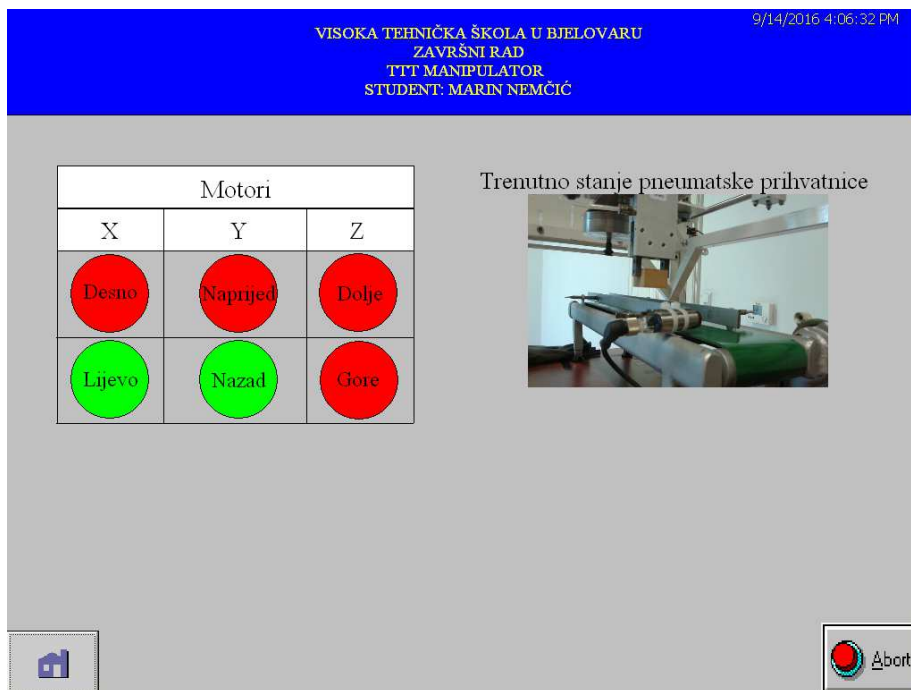 9/14/2016 4:06:32 PM
VISOKA TEHNIČKA ŠKOLA U BJELOVARU
ZAVRŠNI RAD
TTT MANIPULATOR
STUDENT: MARIN NEMČIĆ
Motori
X Y Z
Desno Naprijed Dolje
Lijevo Nazad Gore
Trenutno stanje pneumatske prihvatnice
Abort